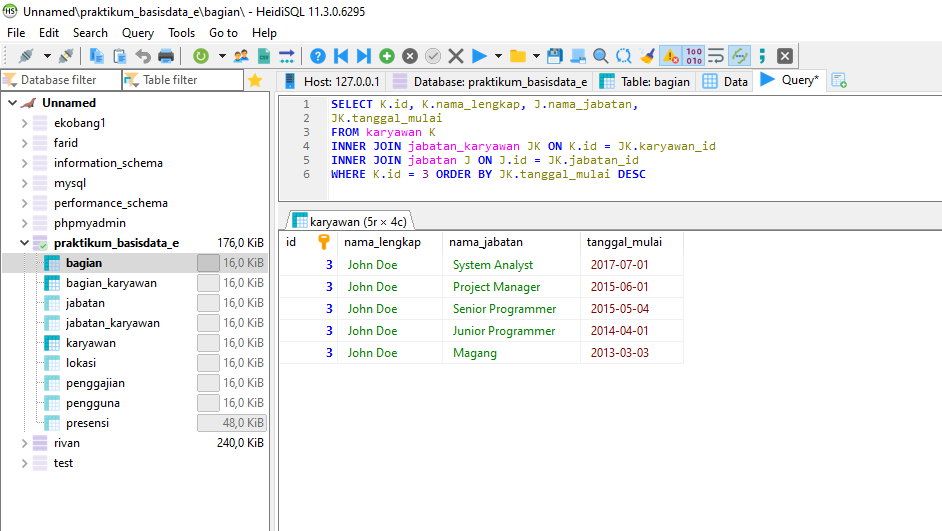 Unnamed\praktikum_basisdata_e\bagian\ - HeidiSQL 11.3.0.6295
File Edit Search Query Tools Go to Help
Database filter Table filter
Host: 127.0.0.1 Database: praktikum_basisdata_e Table: bagian Data Query*
Unnamed
ekobang1
farid
information_schema
mysql
performance_schema
phpmyadmin
praktikum_basisdata_e 176,0 KiB
bagian 16,0 KiB
bagian_karyawan 16,0 KiB
jabatan 16,0 KiB
jabatan_karyawan 16,0 KiB
karyawan 16,0 KiB
lokasi 16,0 KiB
penggajian 16,0 KiB
pengguna 16,0 KiB
presensi 48,0 KiB
rivan 240,0 KiB
test
1 SELECT K.id, K.nama_lengkap, J.nama_jabatan,
2 JK.tanggal_mulai
3 FROM karyawan K
4 INNER JOIN jabatan_karyawan JK ON K.id = JK.karyawan_id
5 INNER JOIN jabatan J ON J.id = JK.jabatan_id
6 WHERE K.id = 3 ORDER BY JK.tanggal_mulai DESC
karyawan (5r × 4c)
id nama_lengkap nama_jabatan tanggal_mulai
3 John Doe System Analyst 2017-07-01
3 John Doe Project Manager 2015-06-01
3 John Doe Senior Programmer 2015-05-04
3 John Doe Junior Programmer 2014-04-01
3 John Doe Magang 2013-03-03